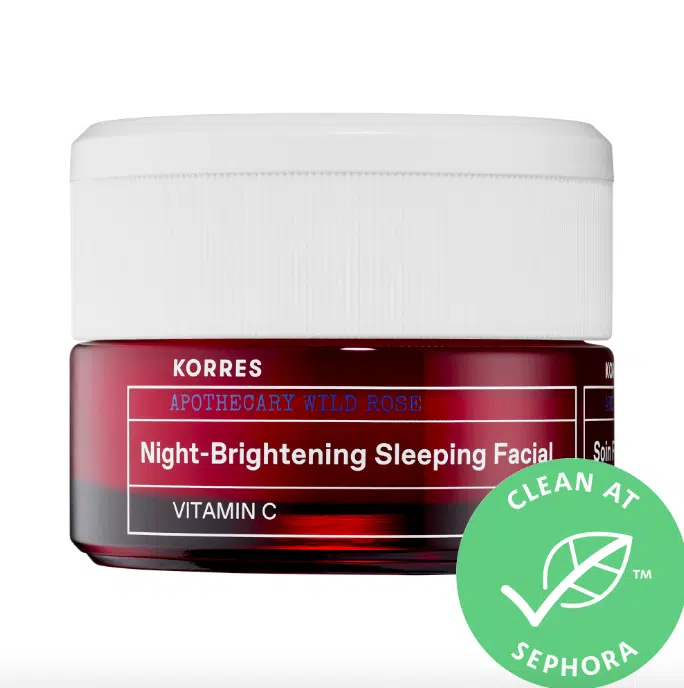 KORRES
APOTHECARY WILD ROSE
Night-Brightening Sleeping Facial
VITAMIN C
CLEAN AT
™
SEPHORA